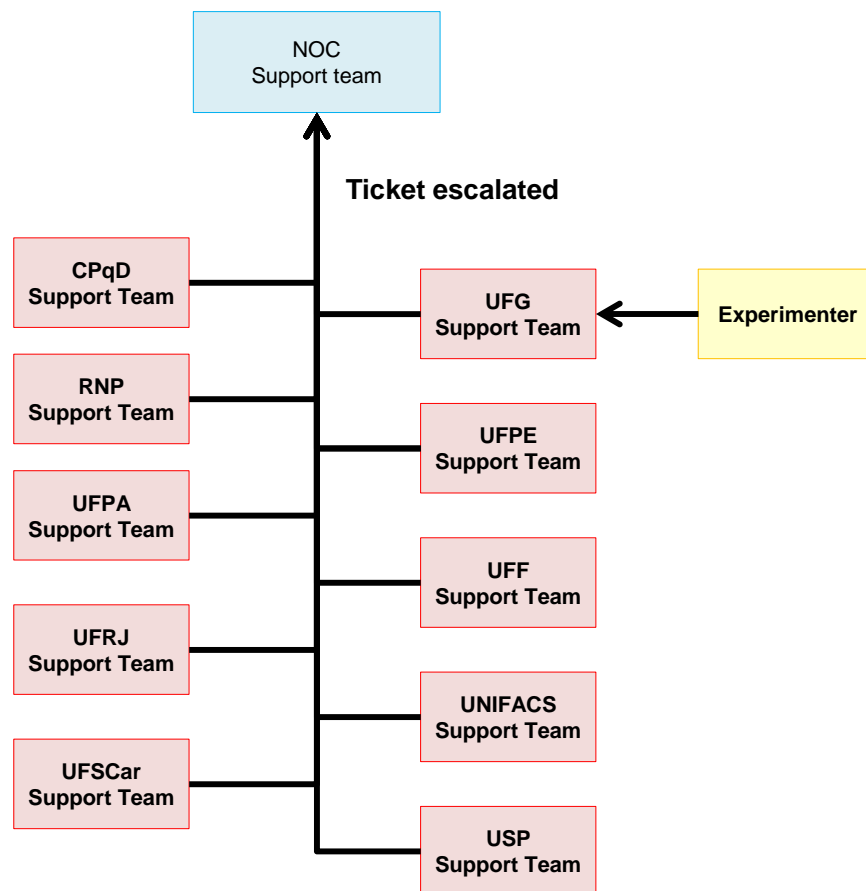 NOC
Support team
Ticket escalated
CPqD
Support Team
UFG
Support Team
Experimenter
RNP
Support Team
UFPE
Support Team
UFPA
Support Team
UFF
Support Team
UFRJ
Support Team
UNIFACS
Support Team
UFSCar
Support Team
USP
Support Team